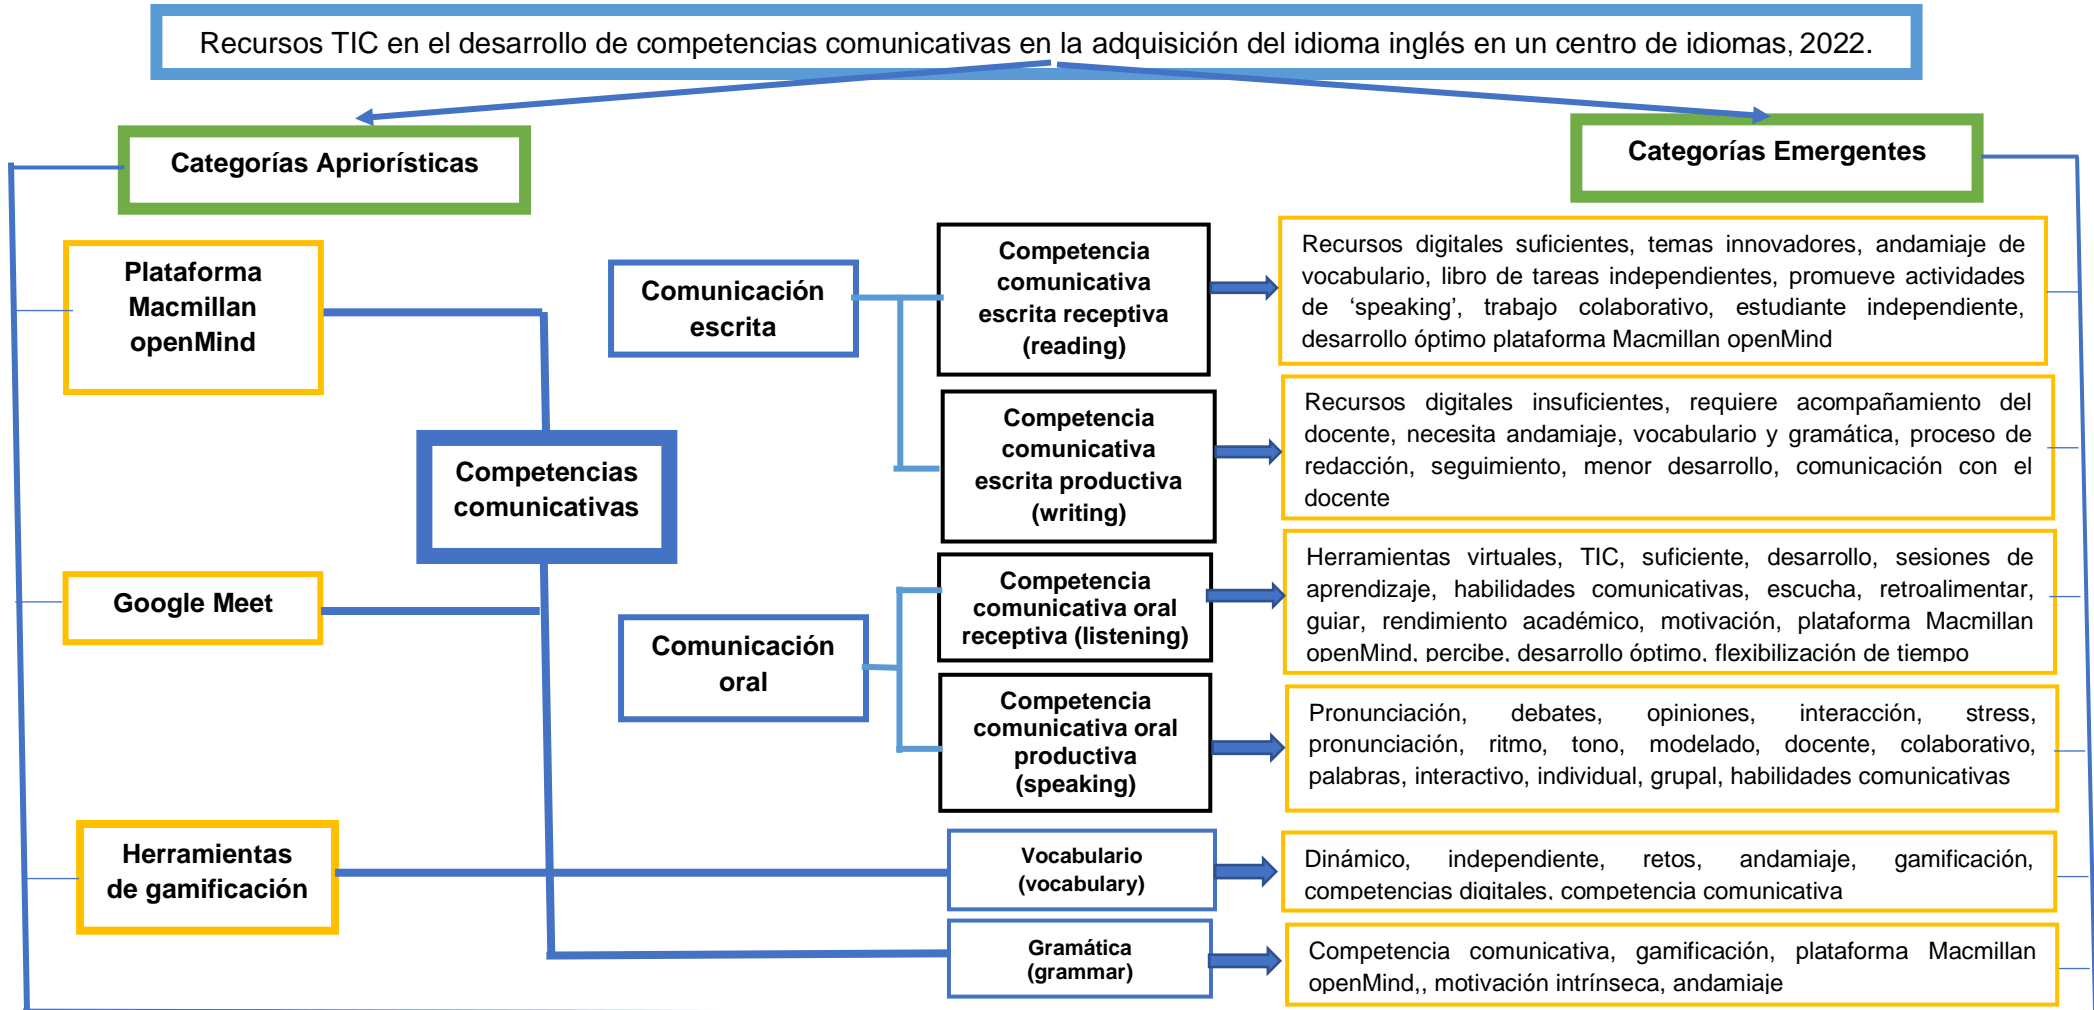 Recursos TIC en el desarrollo de competencias comunicativas en la adquisición del idioma inglés en un centro de idiomas, 2022.
Categorías Apriorísticas
Categorías Emergentes
Plataforma
Macmillan
openMind
Google Meet
Herramientas
de gamificación
Competencias
comunicativas
Comunicación
escrita
Comunicación
oral
Competencia
comunicativa
escrita receptiva
(reading)
Competencia
comunicativa
escrita productiva
(writing)
Competencia
comunicativa oral
receptiva (listening)
Competencia
comunicativa oral
productiva
(speaking)
Vocabulario
(vocabulary)
Gramática
(grammar)
Recursos digitales suficientes, temas innovadores, andamiaje de
vocabulario, libro de tareas independientes, promueve actividades
de ‘speaking’, trabajo colaborativo, estudiante independiente,
desarrollo óptimo plataforma Macmillan openMind
Recursos digitales insuficientes, requiere acompañamiento del
docente, necesita andamiaje, vocabulario y gramática, proceso de
redacción, seguimiento, menor desarrollo, comunicación con el
docente
Herramientas virtuales, TIC, suficiente, desarrollo, sesiones de
aprendizaje, habilidades comunicativas, escucha, retroalimentar,
guiar, rendimiento académico, motivación, plataforma Macmillan
openMind, percibe, desarrollo óptimo, flexibilización de tiempo
Pronunciación, debates, opiniones, interacción, stress,
pronunciación, ritmo, tono, modelado, docente, colaborativo,
palabras, interactivo, individual, grupal, habilidades comunicativas
Dinámico, independiente, retos, andamiaje, gamificación,
competencias digitales, competencia comunicativa
Competencia comunicativa, gamificación, plataforma Macmillan
openMind,, motivación intrínseca, andamiaje